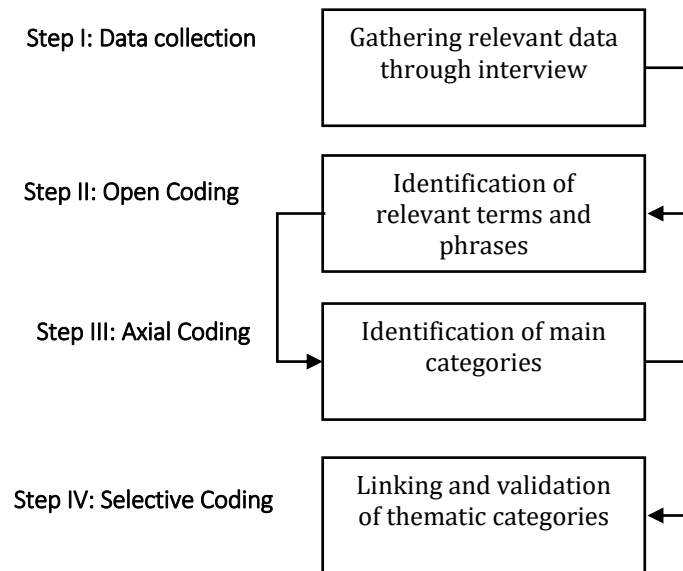 Step I: Data collection
Gathering relevant data
through interview
Step II: Open Coding
Identification of
relevant terms and
phrases
Step III: Axial Coding
Identification of main
categories
Step IV: Selective Coding
Linking and validation
of thematic categories